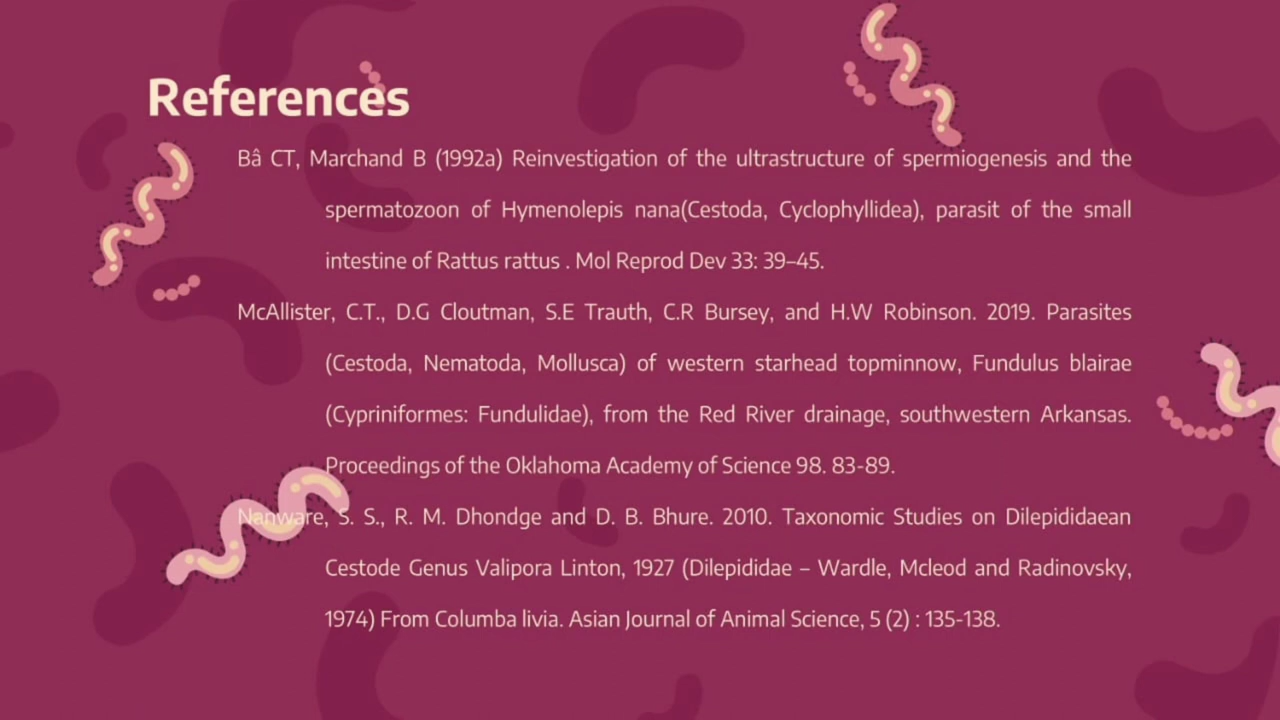 References
Bâ CT, Marchand B (1992a) Reinvestigation of the ultrastructure of spermiogenesis and the
spermatozoon of Hymenolepis nana(Cestoda, Cyclophyllidea), parasit of the small
intestine of Rattus rattus . Mol Reprod Dev 33: 39–45.
McAllister, C.T., D.G Cloutman, S.E Trauth, C.R Bursey, and H.W Robinson. 2019. Parasites
(Cestoda, Nematoda, Mollusca) of western starhead topminnow, Fundulus blairae
(Cypriniformes: Fundulidae), from the Red River drainage, southwestern Arkansas.
Proceedings of the Oklahoma Academy of Science 98. 83-89.
Nanware, S. S., R. M. Dhondge and D. B. Bhure. 2010. Taxonomic Studies on Dilepididaean
Cestode Genus Valipora Linton, 1927 (Dilepididae – Wardle, Mcleod and Radinovsky,
1974) From Columba livia. Asian Journal of Animal Science, 5 (2) : 135-138.